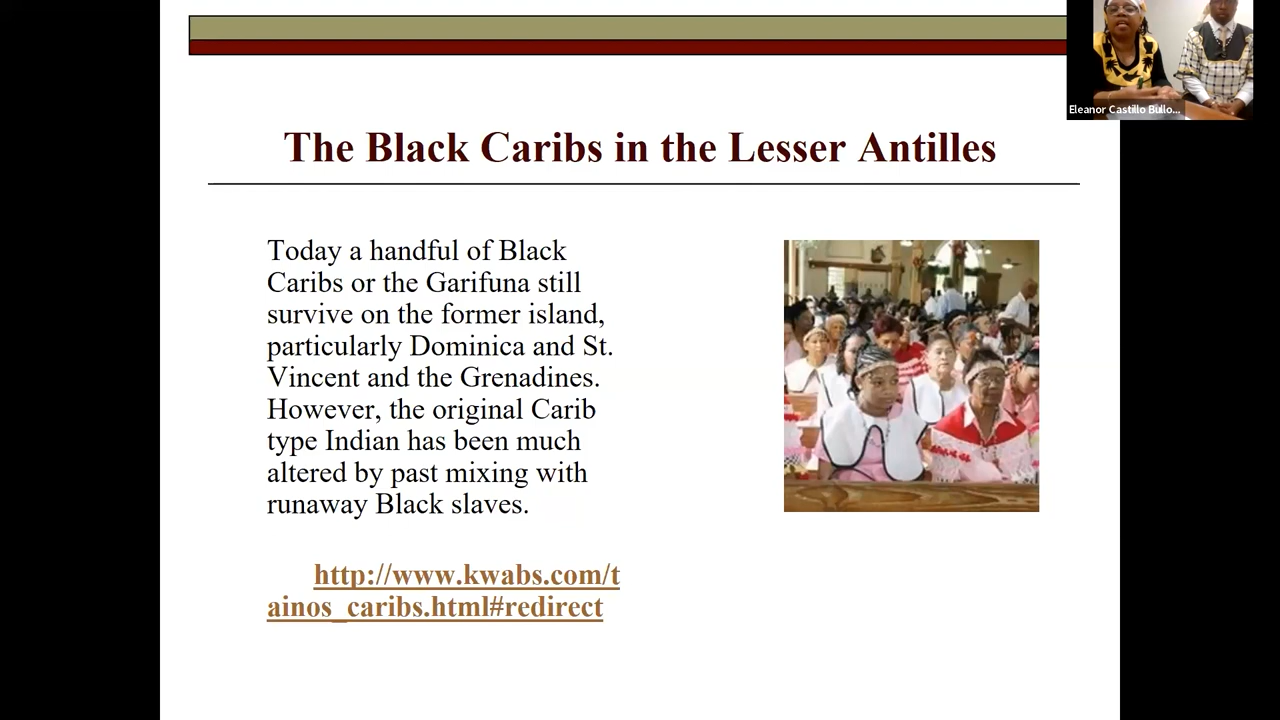 Eleanor Castillo Bullo...
The Black Caribs in the Lesser Antilles
Today a handful of Black
Caribs or the Garifuna still
survive on the former island,
particularly Dominica and St.
Vincent and the Grenadines.
However, the original Carib
type Indian has been much
altered by past mixing with
runaway Black slaves.
http://www.kwabs.com/t
ainos_caribs.html#redirect